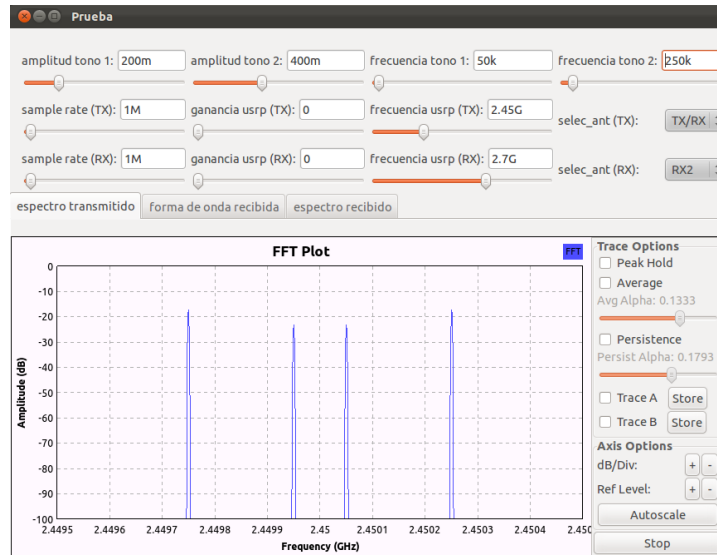 Prueba
amplitud tono 1: 200m amplitud tono 2: 400m frecuencia tono 1: 50k frecuencia tono 2: 250k
sample rate (TX): 1M ganancia usrp (TX): 0 frecuencia usrp (TX): 2.45G selec_ant (TX): TX/RX
sample rate (RX): 1M ganancia usrp (RX): 0 frecuencia usrp (RX): 2.7G selec_ant (RX): RX2
espectro transmitido forma de onda recibida espectro recibido
FFT Plot
FFT
0
-10
-20
-30
-40
-50
-60
-70
-80
-90
-100
Amplitude (dB)
2.4495 2.4496 2.4497 2.4498 2.4499 2.45 2.4501 2.4502 2.4503 2.4504 2.450
Frequency (GHz)
Trace Options
Peak Hold
Average
Avg Alpha: 0.1333
Persistence
Persist Alpha: 0.1793
Trace A Store
Trace B Store
Axis Options
dB/Div: + -
Ref Level: + -
Autoscale
Stop